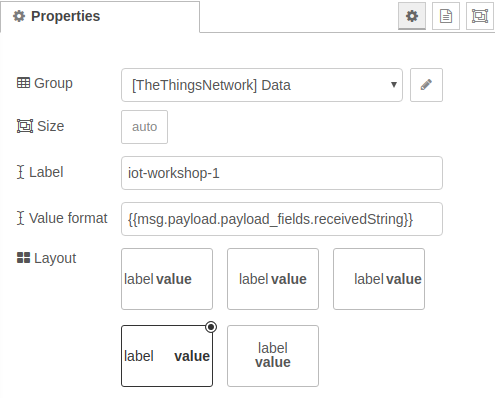 Properties
Group [TheThingsNetwork] Data
Size auto
Label iot-workshop-1
Value format {{msg.payload.payload_fields.receivedString}}
Layout label value label value label value
label value label
value